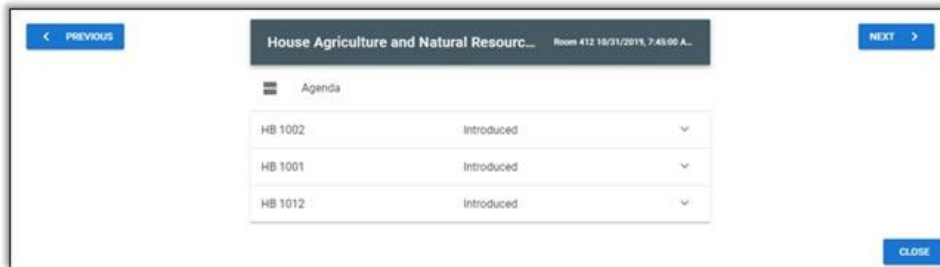 PREVIOUS
House Agriculture and Natural Resourc... Room 412 10/31/2019, 7:45:00 A...
NEXT
Agenda
HB 1002 Introduced
HB 1001 Introduced
HB 1012 Introduced
CLOSE